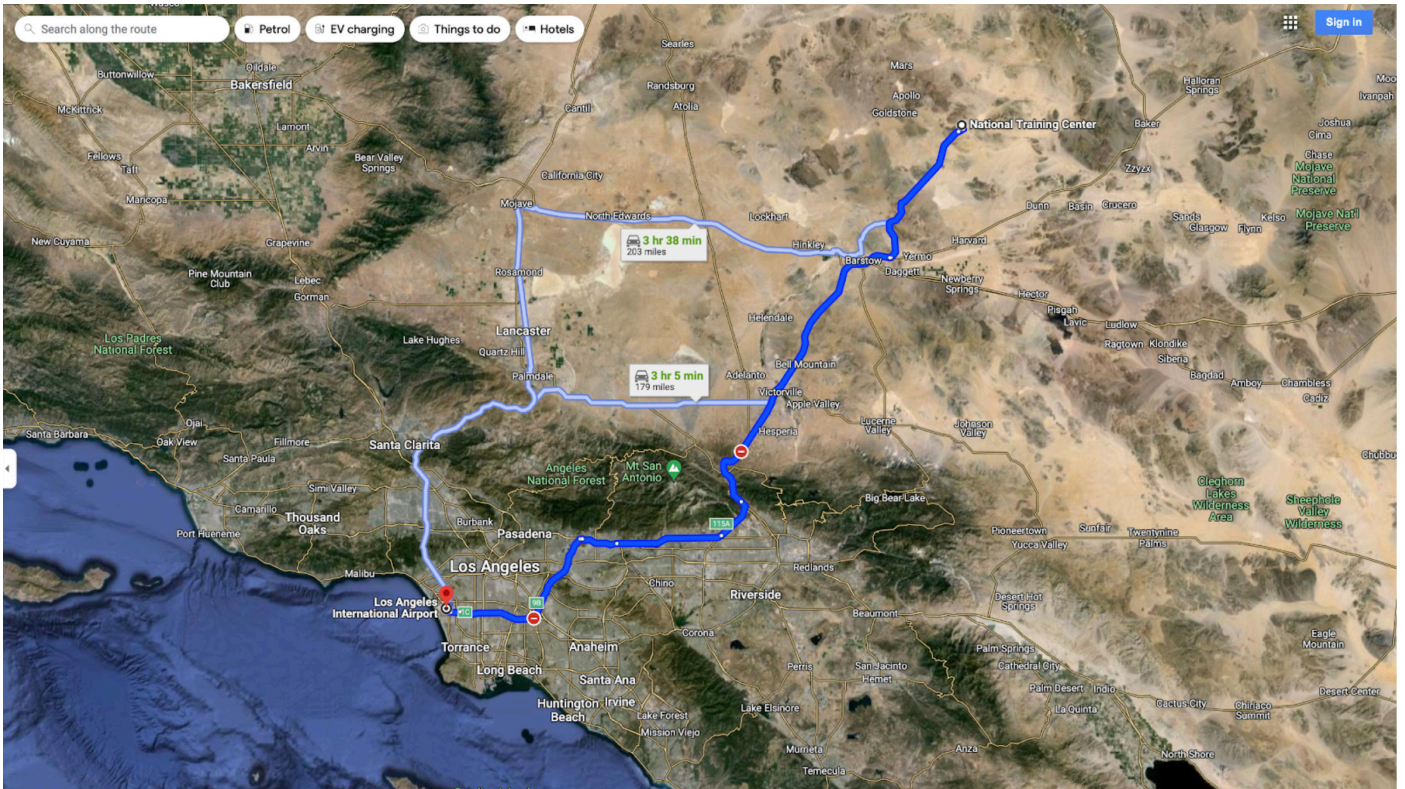 Search along the route
Petrol
EV charging
Things to do
Hotels
Sign in
Searles
Mars
Oildale
Buttonwillow
Bakersfield
Halloran
Springs
Randsburg
Apollo
Ivanpah
McKittrick
Cantil
Atolia
Goldstone
National Training Center
Baker
Joshua
Cima
Lamont
Arvin
Fellows
Taft
Bear Valley
Springs
Chase
Mojave
National
Preserve
Zzyzx
California City
Maricopa
Mojave
North Edwards
Lockhart
Dunn
Basin
Crucero
Sands
Glasgow
Flynn
Kelso
Mojave Nat'l
Preserve
New Cuyama
Grapevine
3 hr 38 min
203 miles
Hinkley
Harvard
Barstow
Yermo
Daggett
Pine Mountain
Club
Lebec
Gorman
Rosamond
Newberry
Springs
Hector
Pisgah
Lavic
Ludlow
Helendale
Lancaster
Los Padres
National Forest
Lake Hughes
Quartz Hill
Ragtown
Klondike
Siberia
Bell Mountain
Palmdale
3 hr 5 min
179 miles
Adelanto
Victorville
Apple Valley
Bagdad
Amboy
Chambless
Cadiz
Ojai
Santa Barbara
Oak View
Fillmore
Santa Clarita
Hesperia
Lucerne
Valley
Johnson
Valley
Santa Paula
Angeles
National Forest
Mt San
Antonio
Simi Valley
Big Bear Lake
Cleghorn
Lakes
Wilderness
Area
Sheephole
Valley
Wilderness
Camarillo
Thousand
Oaks
Port Hueneme
Burbank
Pasadena
115A
Pioneertown
Yucca Valley
Sunfair
Twentynine
Palms
Malibu
Los Angeles
Redlands
Chino
Riverside
Los Angeles
International Airport
1C
9B
Beaumont
Desert Hot
Springs
Torrance
Anaheim
Corona
Eagle
Mountain
Long Beach
Santa Ana
Perris
San Jacinto
Hemet
Palm Springs
Cathedral City
Palm Desert
Indio
Desert Center
Huntington
Beach
Irvine
Lake Forest
Mission Viejo
Lake Elsinore
La Quinta
Cactus City
Chiriaco
Summit
Murrieta
Anza
North Shore
Temecula